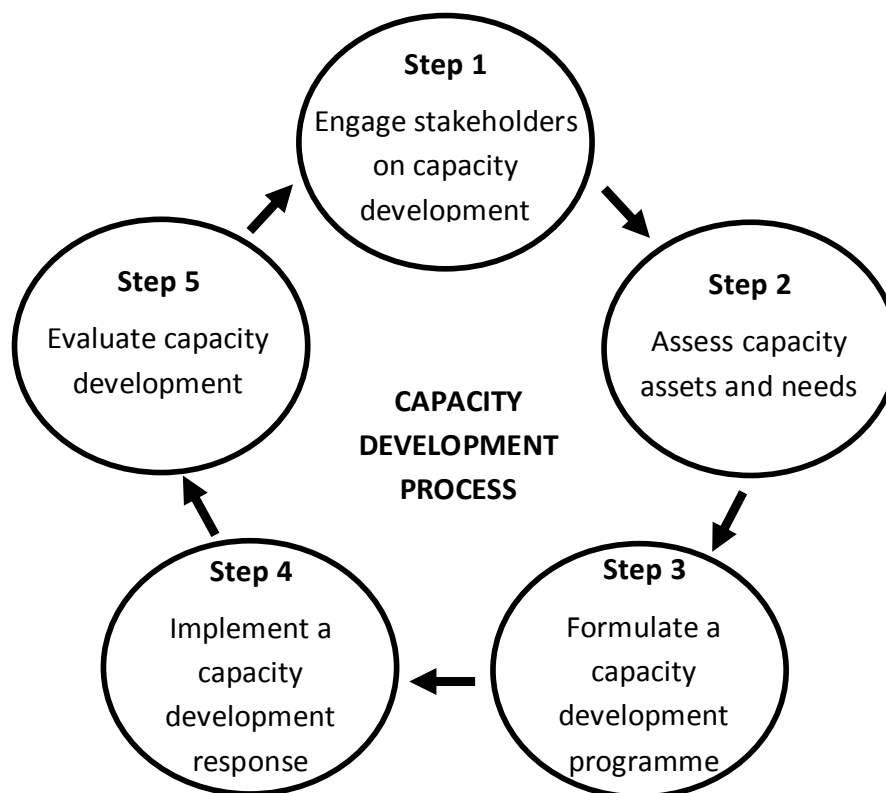 Step 1
Engage stakeholders
on capacity
development
Step 2
Assess capacity
assets and needs
Step 3
Formulate a
capacity
development
programme
Step 4
Implement a
capacity
development
response
Step 5
Evaluate capacity
development
CAPACITY
DEVELOPMENT
PROCESS